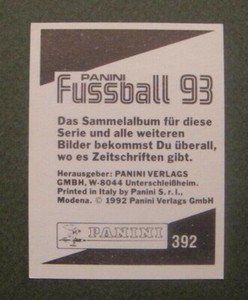 PANINI
Fussball 93
Das Sammelalbum für diese
Serie und alle weiteren
Bilder bekommst Du überall,
wo es Zeitschriften gibt.
Herausgeber: PANINI VERLAGS
GMBH, W-8044 Unterschleißheim.
Printed in Italy by Panini S. r. l.,
Modena. © 1992 Panini Verlags GmbH
PANINI
392